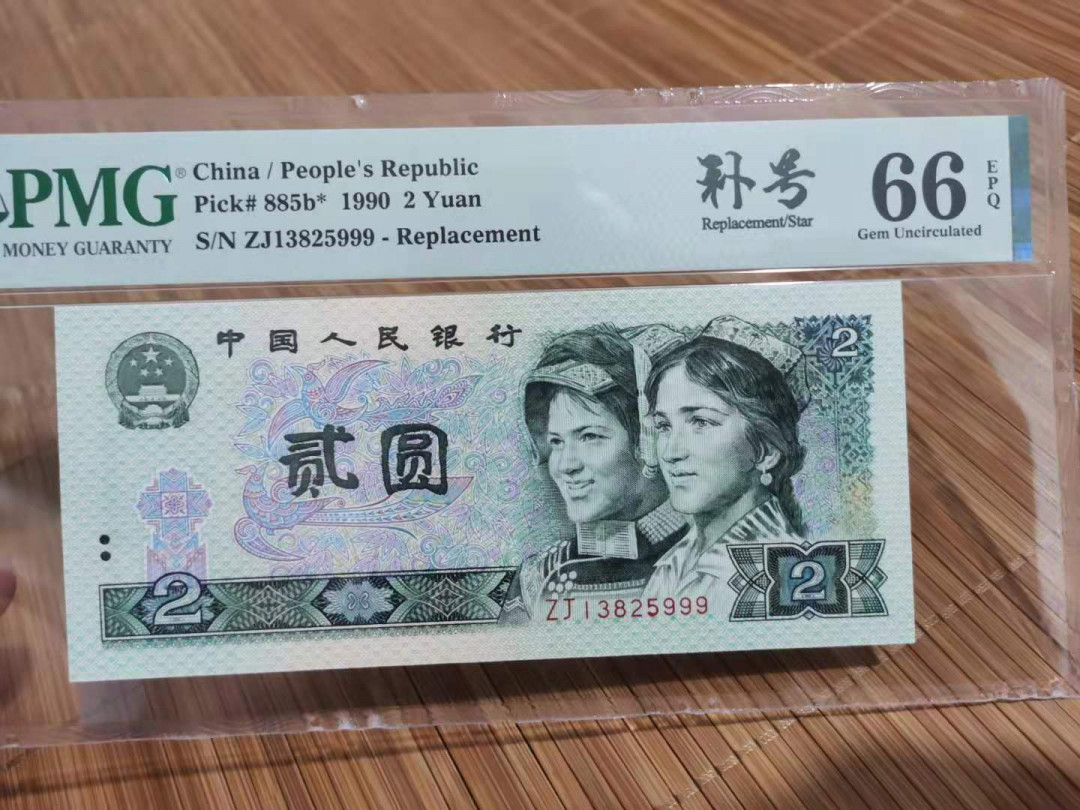 PMG®
MONEY GUARANTY
China / People's Republic
Pick# 885b* 1990 2 Yuan
S/N ZJ13825999 - Replacement
补号
Replacement/Star
66
EPQ
Gem Uncirculated
中国人民银行
2
贰圆
2
ZJ13825999
2